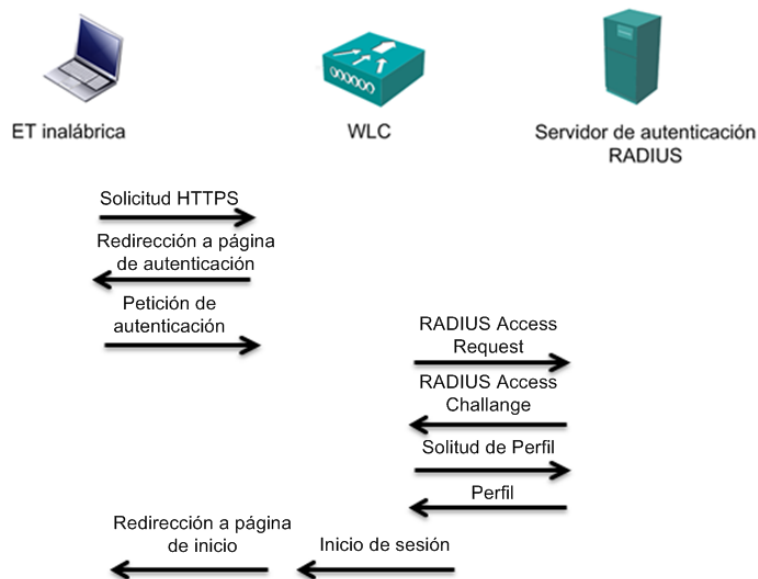 ET inalábrica
WLC
Servidor de autenticación
RADIUS
Solicitud HTTPS
Redirección a página
de autenticación
Petición de
autenticación
RADIUS Access
Request
RADIUS Access
Challange
Solitud de Perfil
Perfil
Redirección a página
de inicio
Inicio de sesión